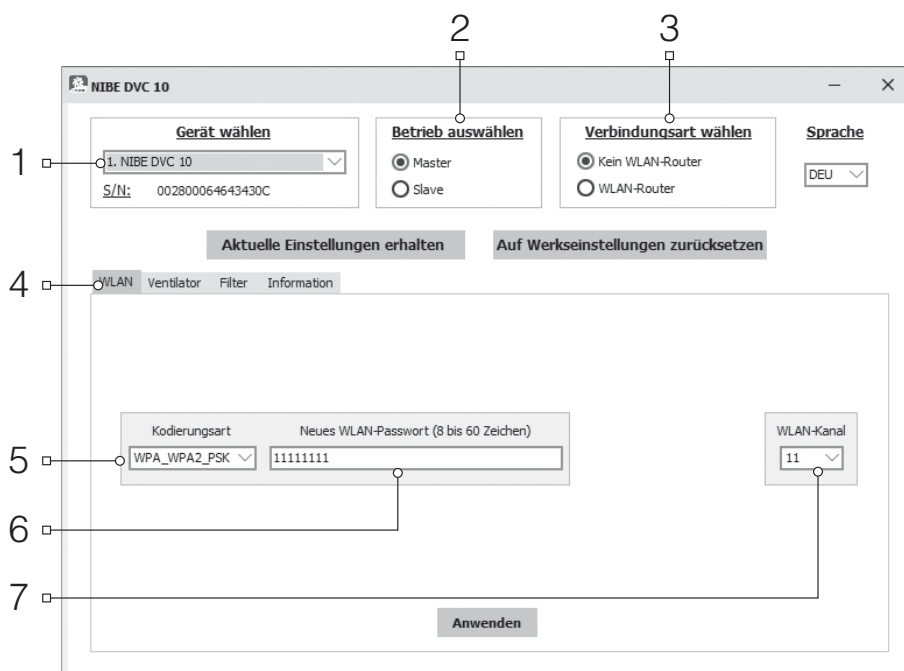 2
3
NIBE DVC 10
Gerät wählen
Betrieb auswählen
Verbindungsart wählen
Sprache
1
1. NIBE DVC 10
Master
Kein WLAN-Router
DEU
S/N: 002800064643430C
Slave
WLAN-Router
Aktuelle Einstellungen erhalten
Auf Werkseinstellungen zurücksetzen
4
WLAN
Ventilator
Filter
Information
Kodierungsart
Neues WLAN-Passwort (8 bis 60 Zeichen)
WLAN-Kanal
5
WPA_WPA2_PSK
11111111
11
6
7
Anwenden